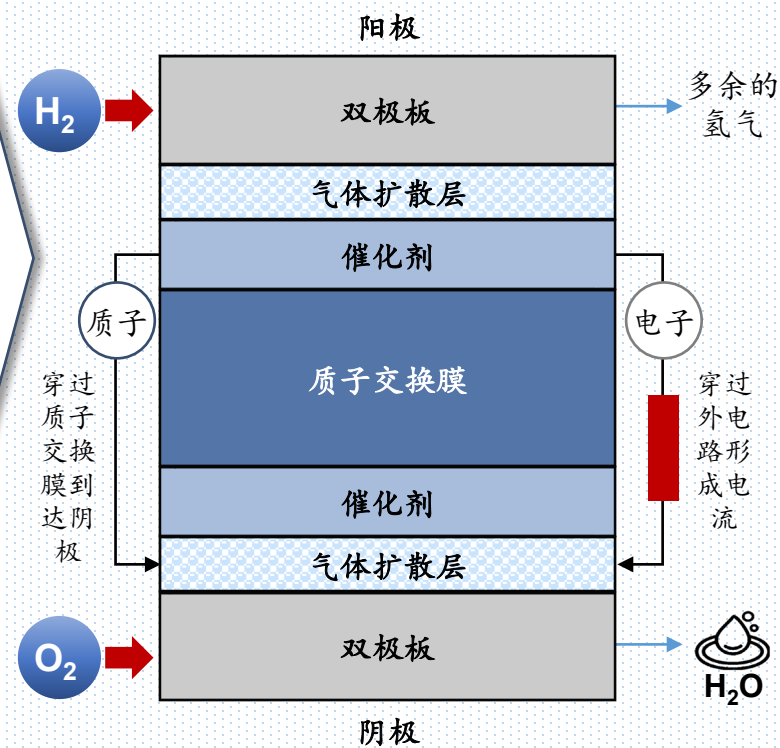 阳极
H₂
双极板
多余的
氢气
气体扩散层
催化剂
质子
电子
质子交换膜
穿过
质子
交换
膜到
达阴
极
穿过
外电
路形
成电
流
催化剂
气体扩散层
O₂
双极板
H₂O
阴极